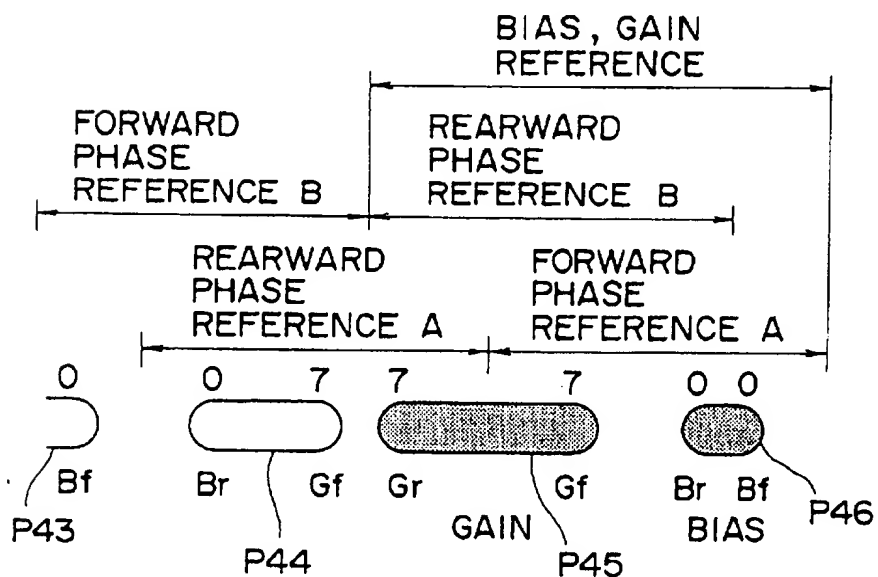 BIAS, GAIN
REFERENCE
FORWARD
PHASE
REFERENCE B
REARWARD
PHASE
REFERENCE B
REARWARD
PHASE
REFERENCE A
FORWARD
PHASE
REFERENCE A
0 0 7 7 7 0 0
Bf Br Gf Gr Gf Br Bf
P43 P44 GAIN P45 BIAS P46